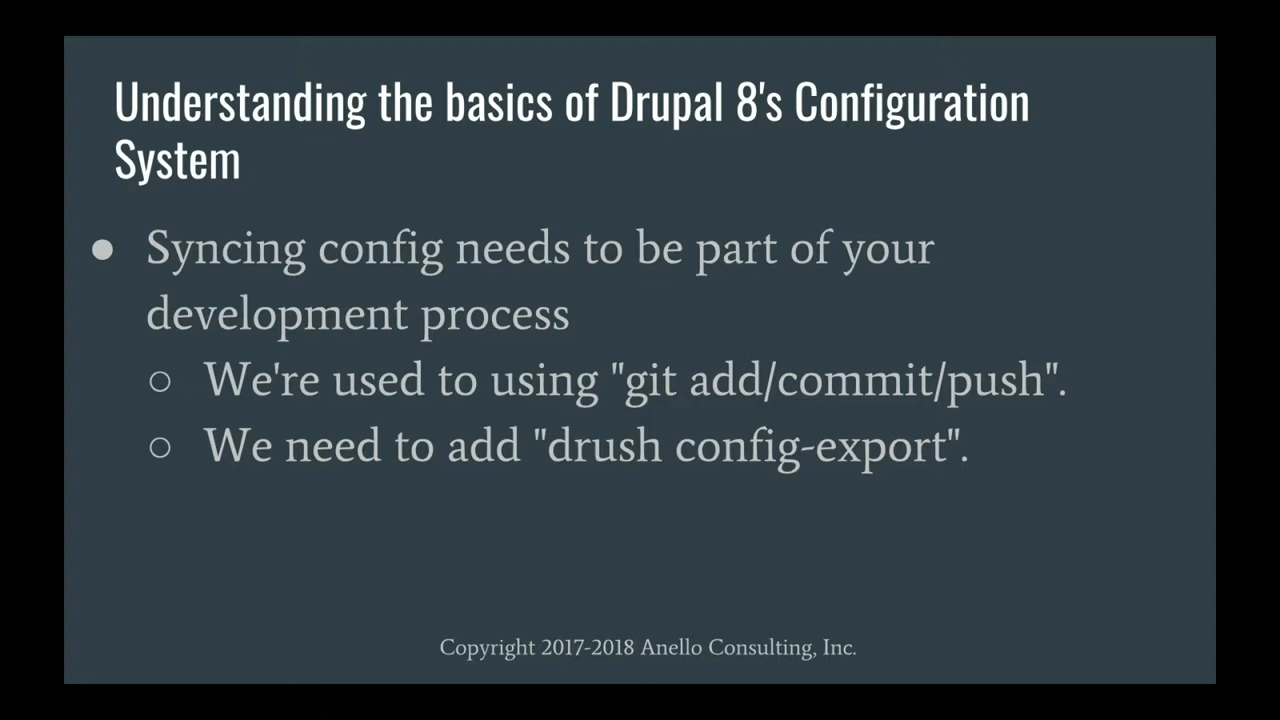 Understanding the basics of Drupal 8's Configuration
System
● Syncing config needs to be part of your
development process
○ We're used to using "git add/commit/push".
○ We need to add "drush config-export".
Copyright 2017-2018 Anello Consulting, Inc.